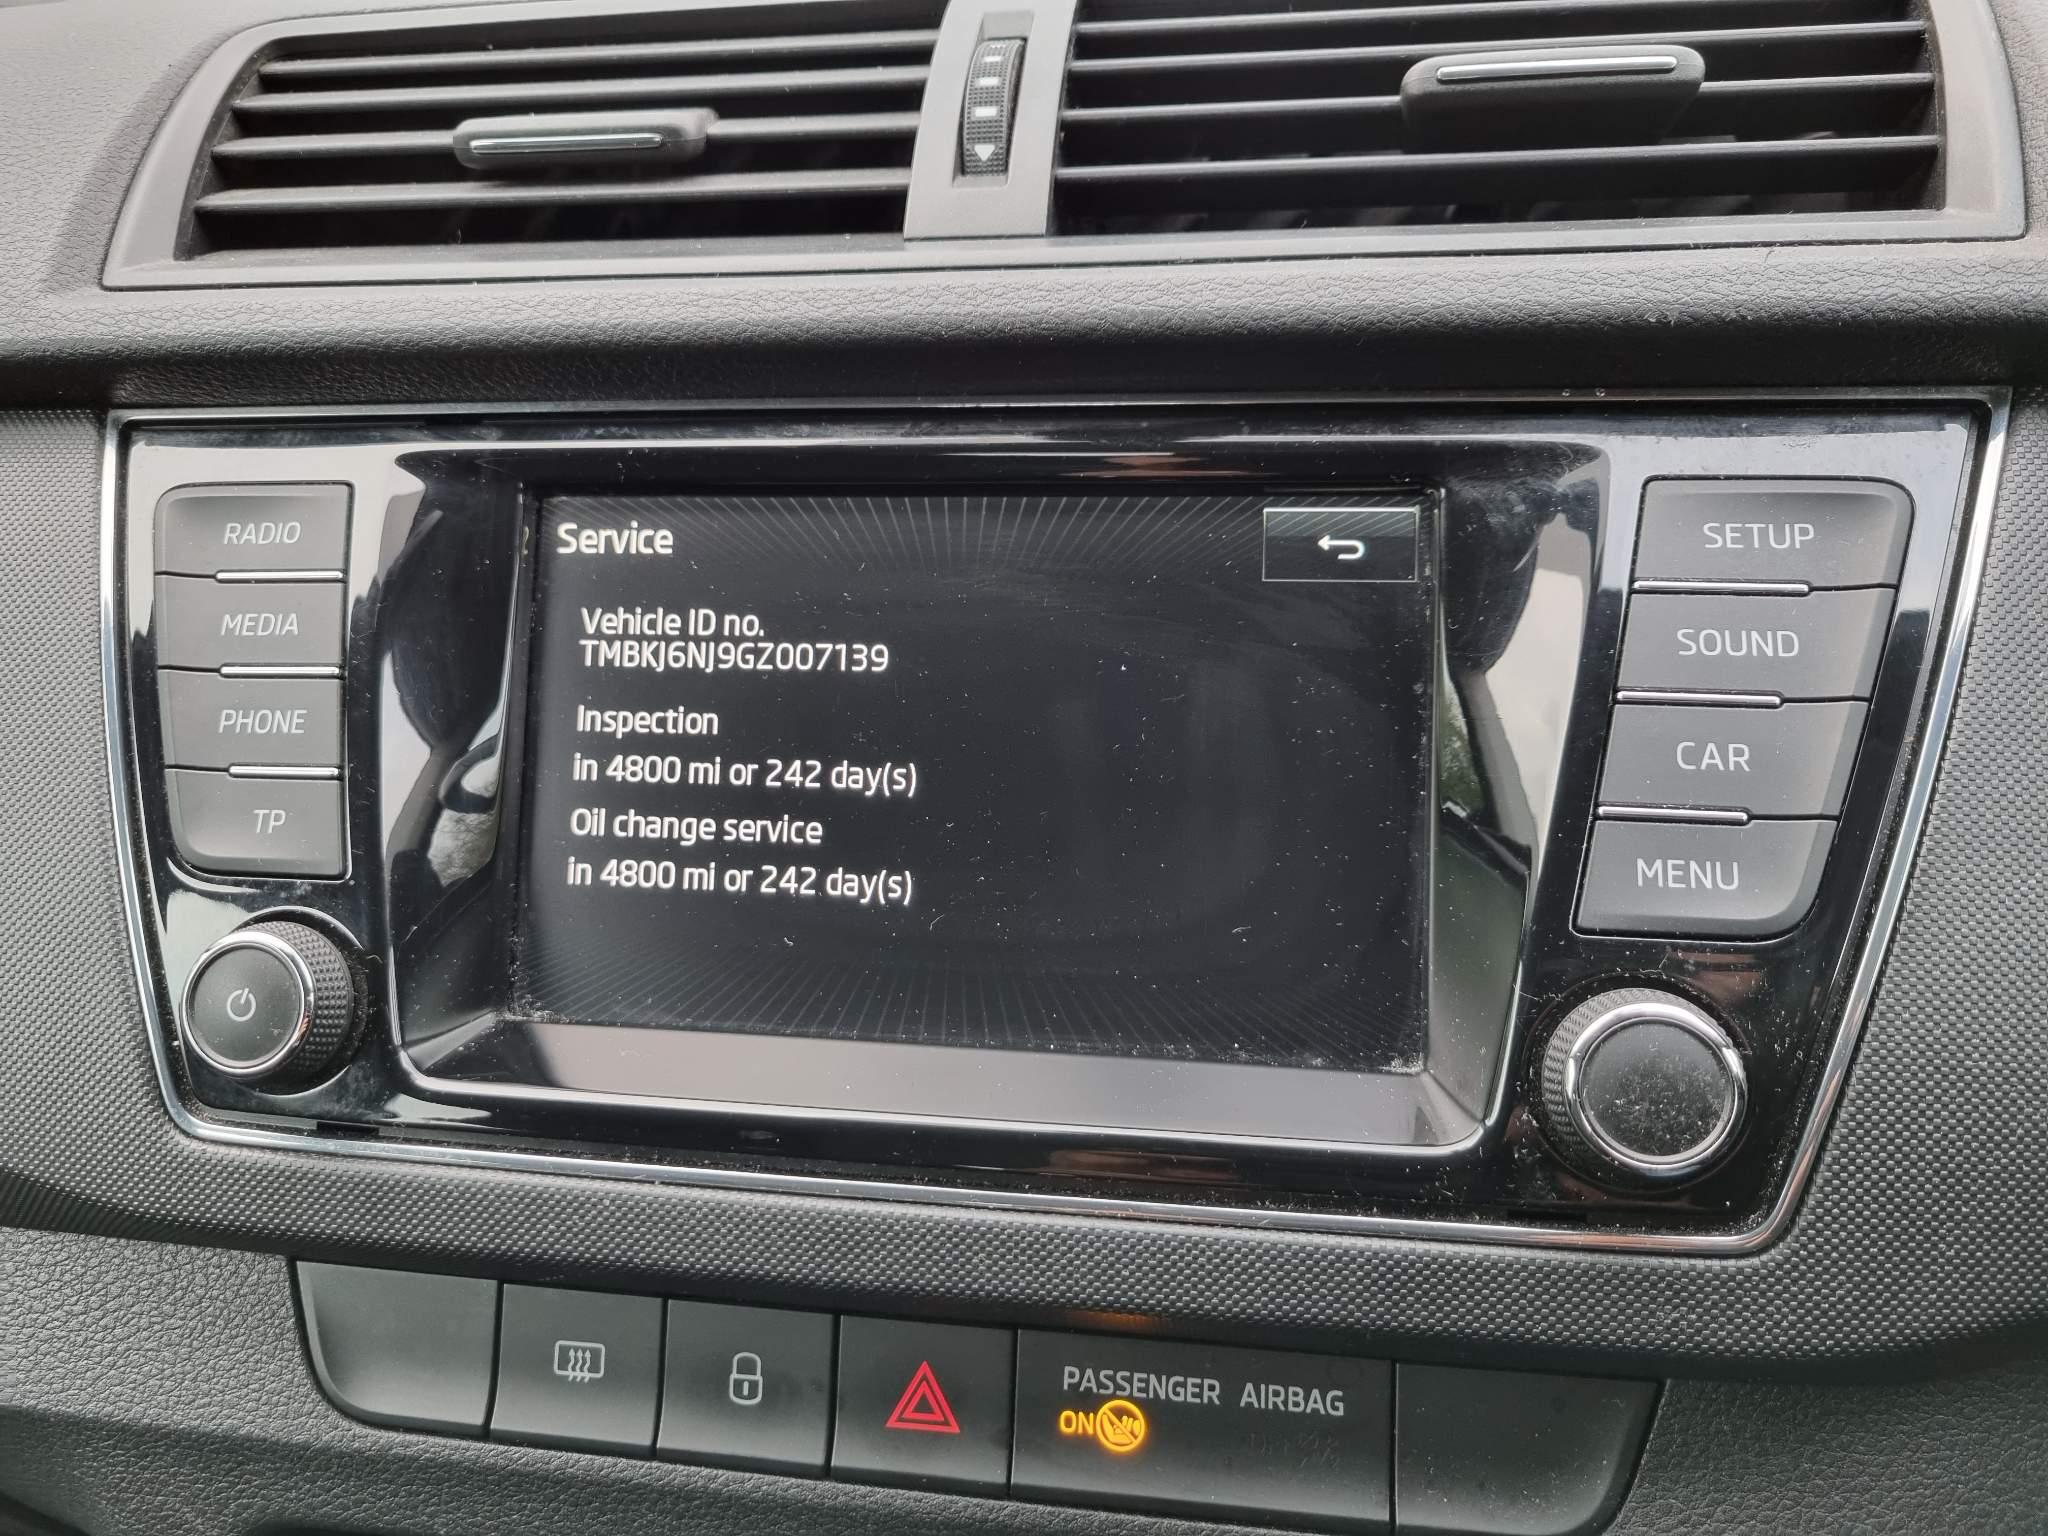 RADIO
MEDIA
PHONE
TP
Service
Vehicle ID no.
TMBKJ6NJ9GZ007139
Inspection
in 4800 mi or 242 day(s)
Oil change service
in 4800 mi or 242 day(s)
SETUP
SOUND
CAR
MENU
PASSENGER AIRBAG
ON